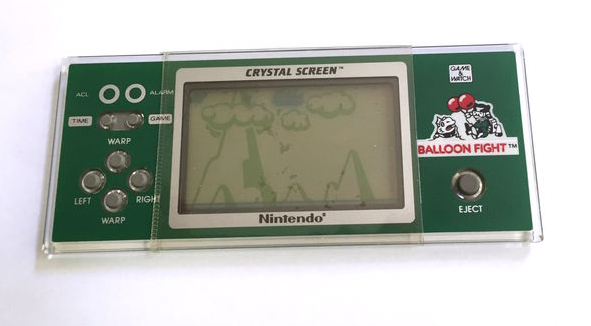 CRYSTAL SCREEN™
ACL ALARM
TIME GAME
WARP
LEFT RIGHT
WARP
Nintendo®
GAME
&
WATCH
BALLOON FIGHT™
EJECT